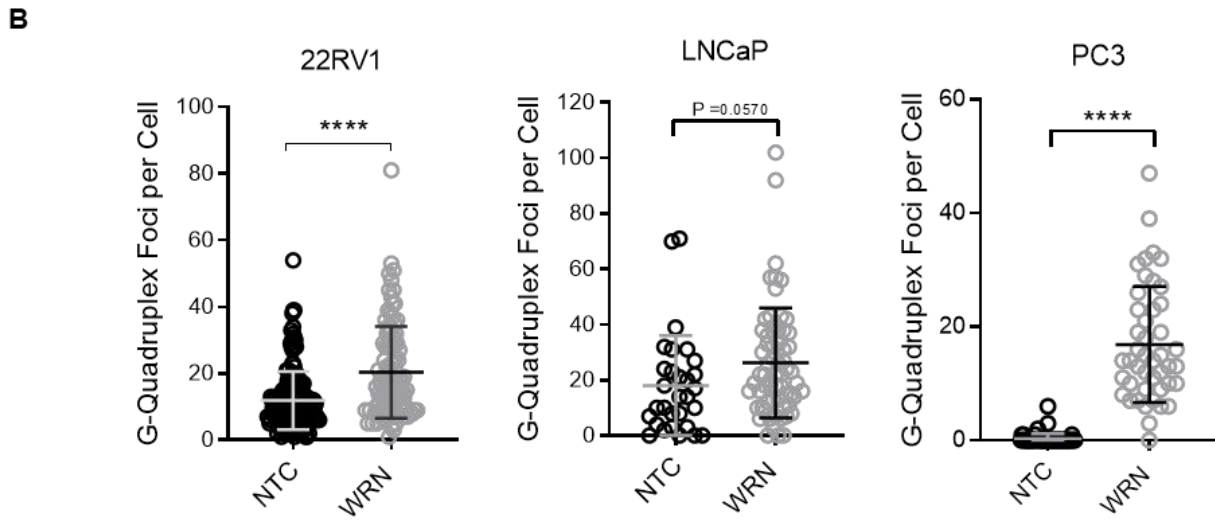 B
22RV1
G-Quadruplex Foci per Cell
100
80
60
40
20
0
****
NTC
WRN
LNCaP
G-Quadruplex Foci per Cell
120
100
80
60
40
20
0
P =0.0570
NTC
WRN
PC3
G-Quadruplex Foci per Cell
60
40
20
0
****
NTC
WRN